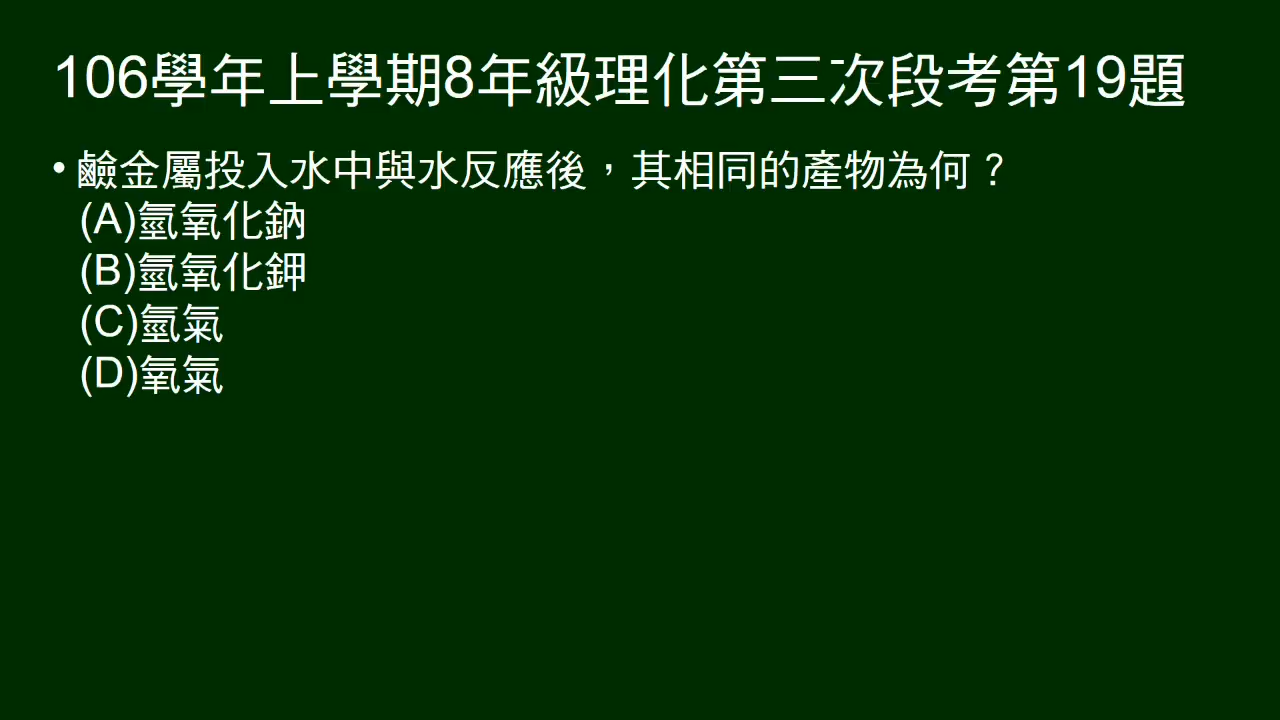 106學年上學期8年級理化第三次段考第19題
•鹼金屬投入水中與水反應後，其相同的產物為何？
(A)氫氧化鈉
(B)氫氧化鉀
(C)氫氣
(D)氧氣